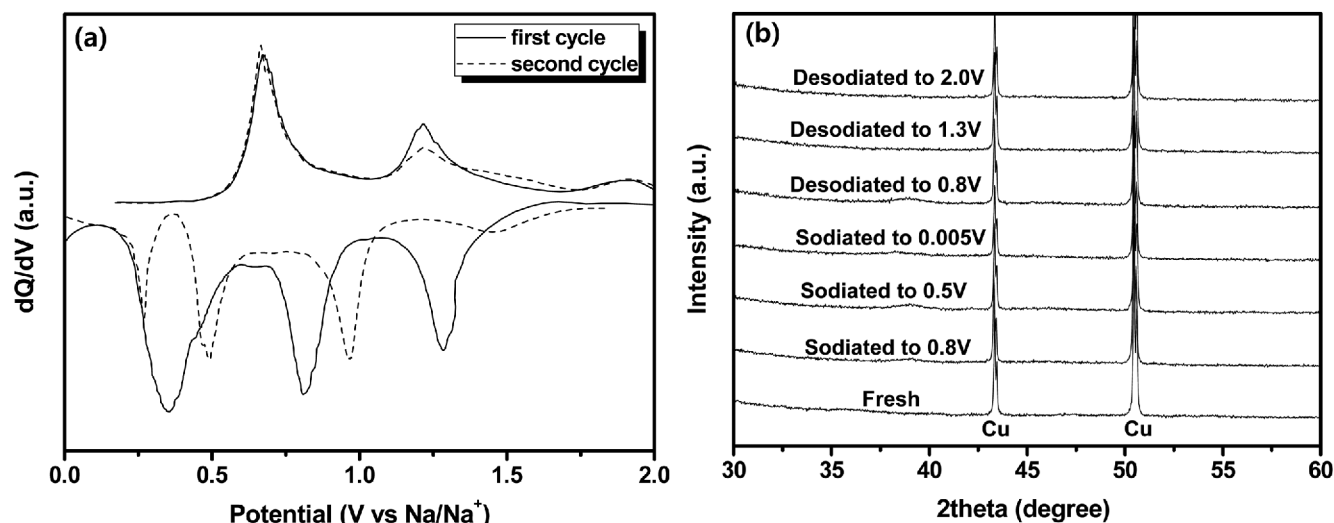 (a)
first cycle
second cycle
dQ/dV (a.u.)
0.0 0.5 1.0 1.5 2.0
Potential (V vs Na/Na⁺)
(b)
Desodiated to 2.0V
Desodiated to 1.3V
Desodiated to 0.8V
Sodiated to 0.005V
Sodiated to 0.5V
Sodiated to 0.8V
Fresh
Cu Cu
Intensity (a.u.)
30 35 40 45 50 55 60
2theta (degree)